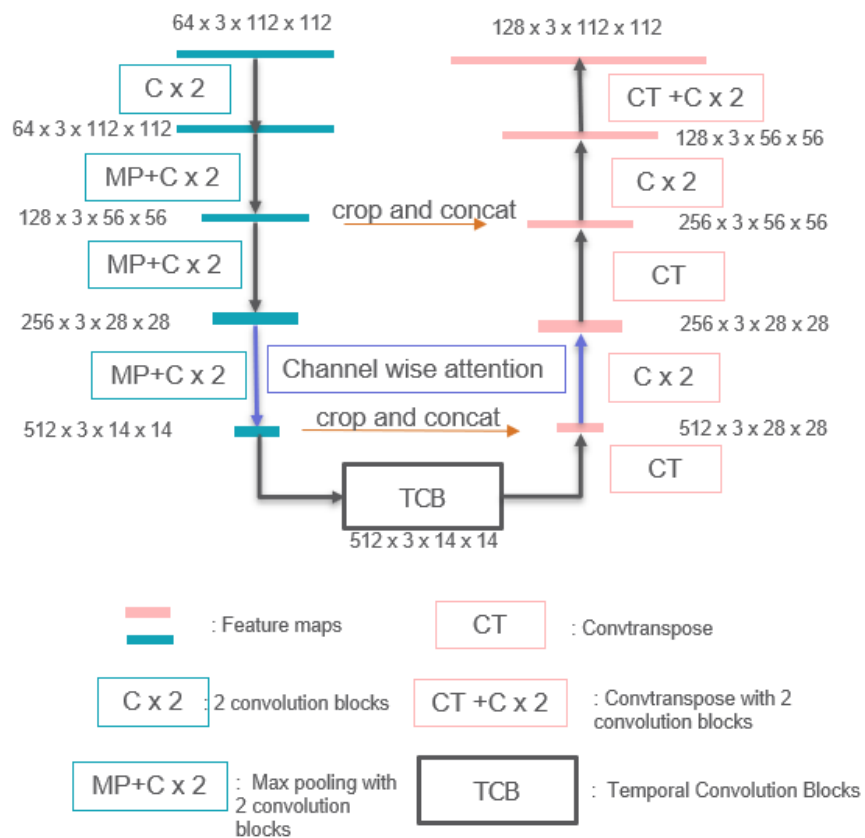 64 x 3 x 112 x 112
128 x 3 x 112 x 112
C x 2
CT +C x 2
64 x 3 x 112 x 112
128 x 3 x 56 x 56
MP+C x 2
C x 2
128 x 3 x 56 x 56
crop and concat
256 x 3 x 56 x 56
MP+C x 2
CT
256 x 3 x 28 x 28
256 x 3 x 28 x 28
MP+C x 2
Channel wise attention
C x 2
512 x 3 x 14 x 14
crop and concat
512 x 3 x 28 x 28
CT
TCB
512 x 3 x 14 x 14
: Feature maps
CT
: Convtranspose
C x 2
: 2 convolution blocks
CT +C x 2
: Convtranspose with 2
convolution blocks
MP+C x 2
: Max pooling with
2 convolution
blocks
TCB
: Temporal Convolution Blocks